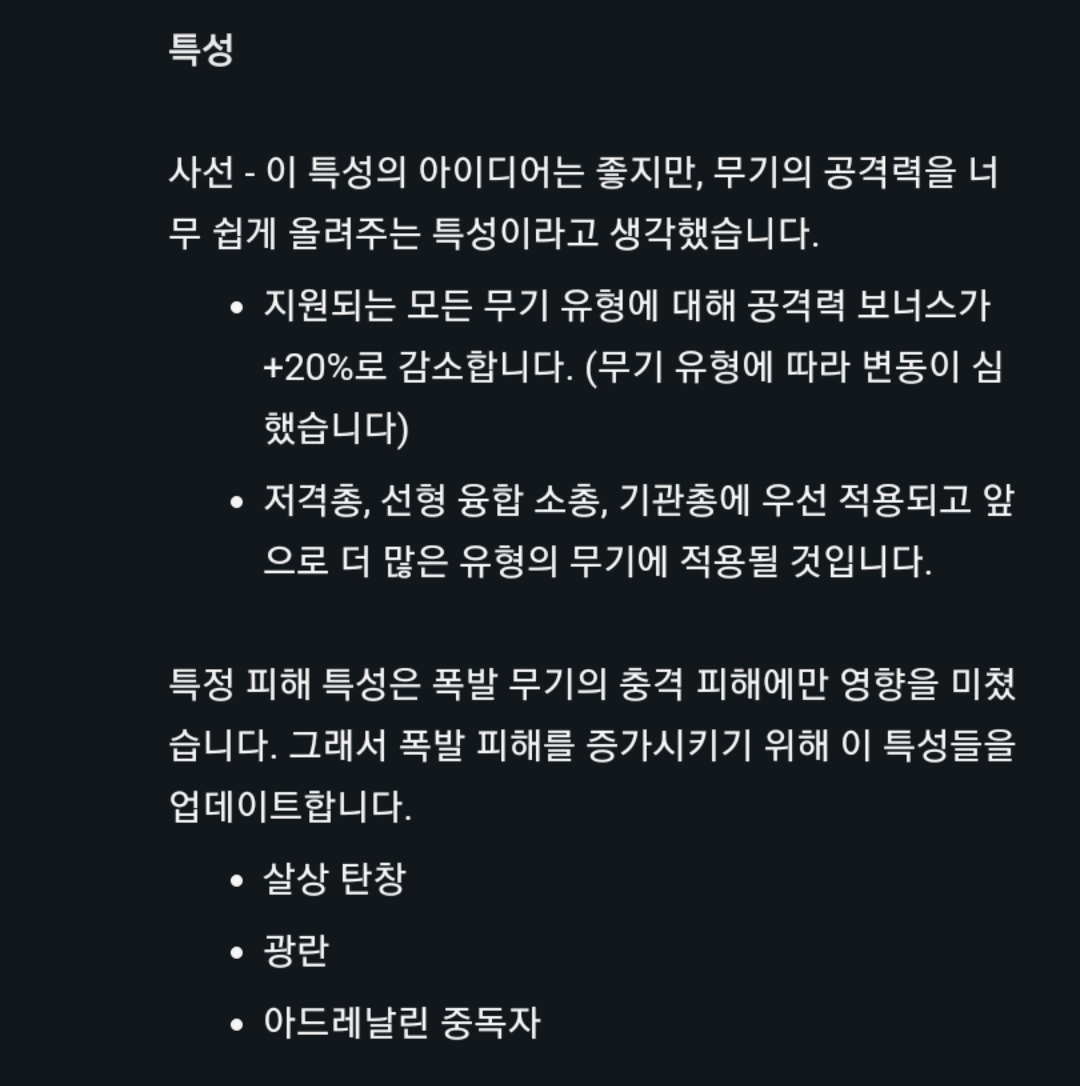 특성
사선 - 이 특성의 아이디어는 좋지만, 무기의 공격력을 너
무 쉽게 올려주는 특성이라고 생각했습니다.
• 지원되는 모든 무기 유형에 대해 공격력 보너스가
+20%로 감소합니다. (무기 유형에 따라 변동이 심
했습니다)
• 저격총, 선형 융합 소총, 기관총에 우선 적용되고 앞
으로 더 많은 유형의 무기에 적용될 것입니다.
특정 피해 특성은 폭발 무기의 충격 피해에만 영향을 미쳤
습니다. 그래서 폭발 피해를 증가시키기 위해 이 특성들을
업데이트합니다.
• 살상 탄창
• 광란
• 아드레날린 중독자